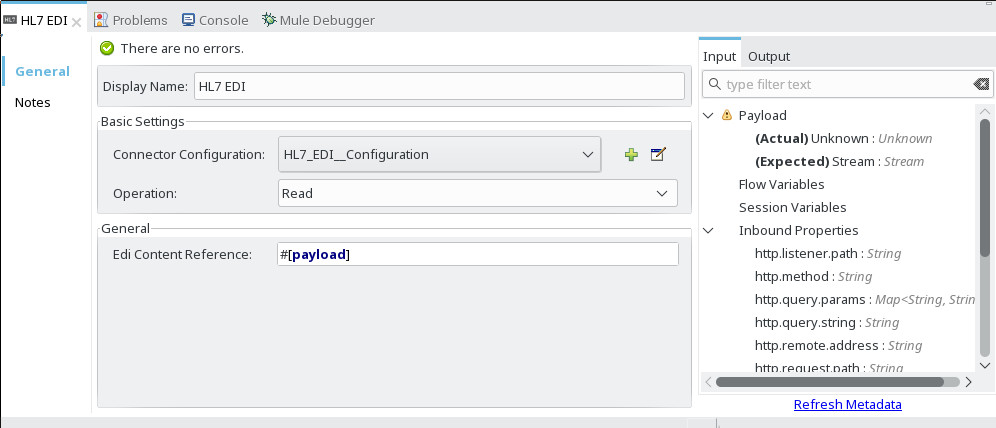 HL7 HL7 EDI Problems Console Mule Debugger
There are no errors.
General
Notes
Display Name: HL7 EDI
Basic Settings
Connector Configuration: HL7_EDI__Configuration
Operation: Read
General
Edi Content Reference: #[payload]
Input Output
type filter text
Payload
(Actual) Unknown : Unknown
(Expected) Stream : Stream
Flow Variables
Session Variables
Inbound Properties
http.listener.path : String
http.method : String
http.query.params : Map<String, Strin
http.query.string : String
http.remote.address : String
http.request.path : String
Refresh Metadata